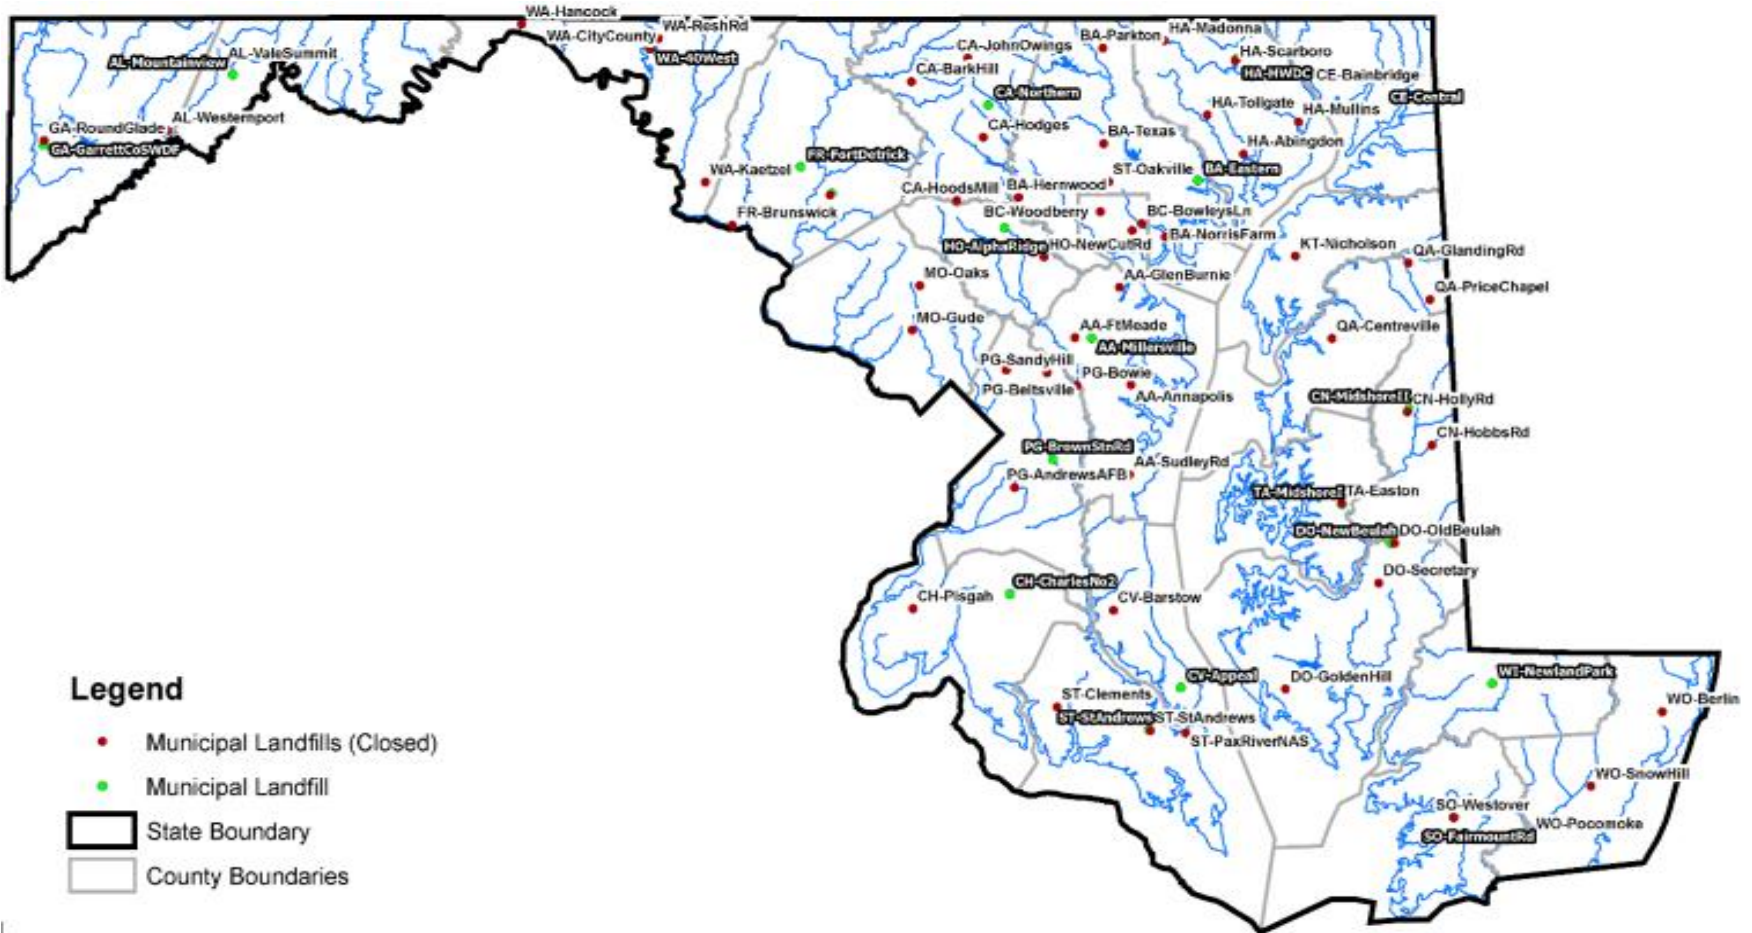 WA-Hancock
WA-ReshRd
WA-CityCounty
WA-40West
AL-ValeSummit
AL-Mountainview
AL-Westernport
GA-RoundGlade
GA-GarrettCoSWDF
CA-JohnOwings
BA-Parkton
HA-Madonna
HA-Scarboro
CA-BarkHill
HA-HWDC
CE-Bainbridge
CA-Northern
CE-Central
HA-Tollgate
HA-Mullins
CA-Hodges
BA-Texas
HA-Abingdon
FR-FortDetrick
WA-Kaetzel
ST-Oakville
BA-Eastern
CA-HoodsMill
BA-Hernwood
FR-Brunswick
BC-Woodberry
BC-BowleysLn
BA-NorrisFarm
HO-AlphaRidge
HO-NewCutRd
KT-Nicholson
QA-GlandingRd
MO-Oaks
AA-GlenBurnie
QA-PriceChapel
MO-Gude
AA-FtMeade
QA-Centreville
AA-Millersville
PG-SandyHill
PG-Bowie
PG-Beltsville
AA-Annapolis
CN-MidshoreII
CN-HollyRd
CN-HobbsRd
PG-BrownStnRd
AA-SudleyRd
PG-AndrewsAFB
TA-MidshoreI
TA-Easton
DO-NewBeulah
DO-OldBeulah
DO-Secretary
CH-CharlesNo2
CH-Pisgah
CV-Barstow
CV-Appeal
DO-GoldenHill
WI-NewlandPark
ST-Clements
WO-Berlin
ST-StAndrews
ST-StAndrews
ST-PaxRiverNAS
WO-SnowHill
SO-Westover
WO-Pocomoke
SO-FairmountRd
Legend
Municipal Landfills (Closed)
Municipal Landfill
State Boundary
County Boundaries